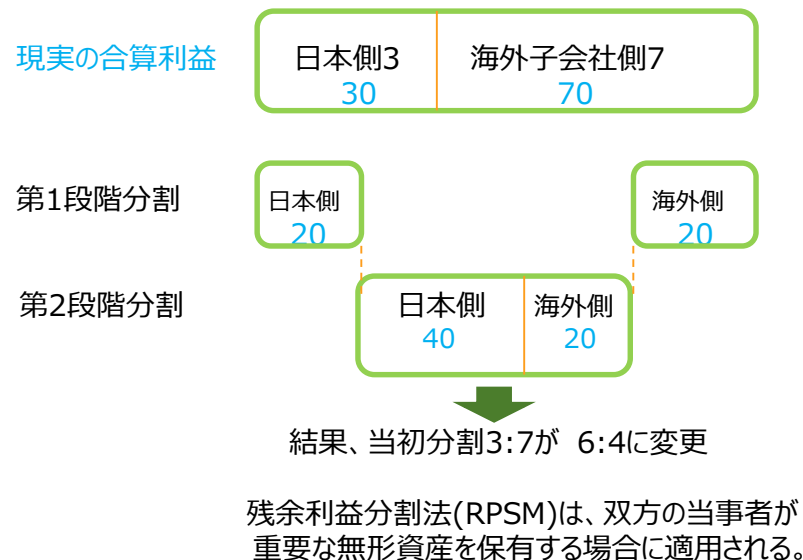 現実の合算利益
日本側3
30
海外子会社側7
70
第1段階分割
日本側
20
海外側
20
第2段階分割
日本側
40
海外側
20
結果、当初分割3:7が 6:4に変更
残余利益分割法(RPSM)は、双方の当事者が
重要な無形資産を保有する場合に適用される。